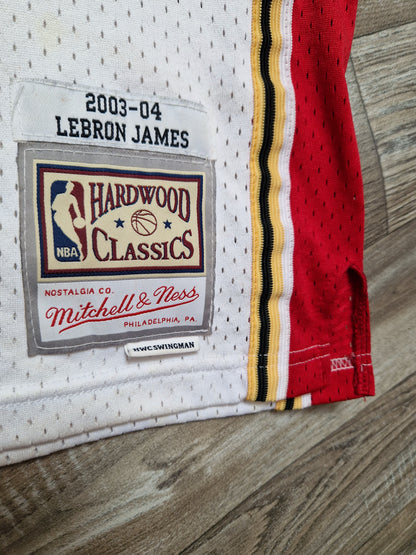 2003-04
LEBRON JAMES
HARDWOOD
CLASSICS
NBA
NOSTALGIA CO.
Mitchell & Ness
PHILADELPHIA, PA.
HWC SWINGMAN